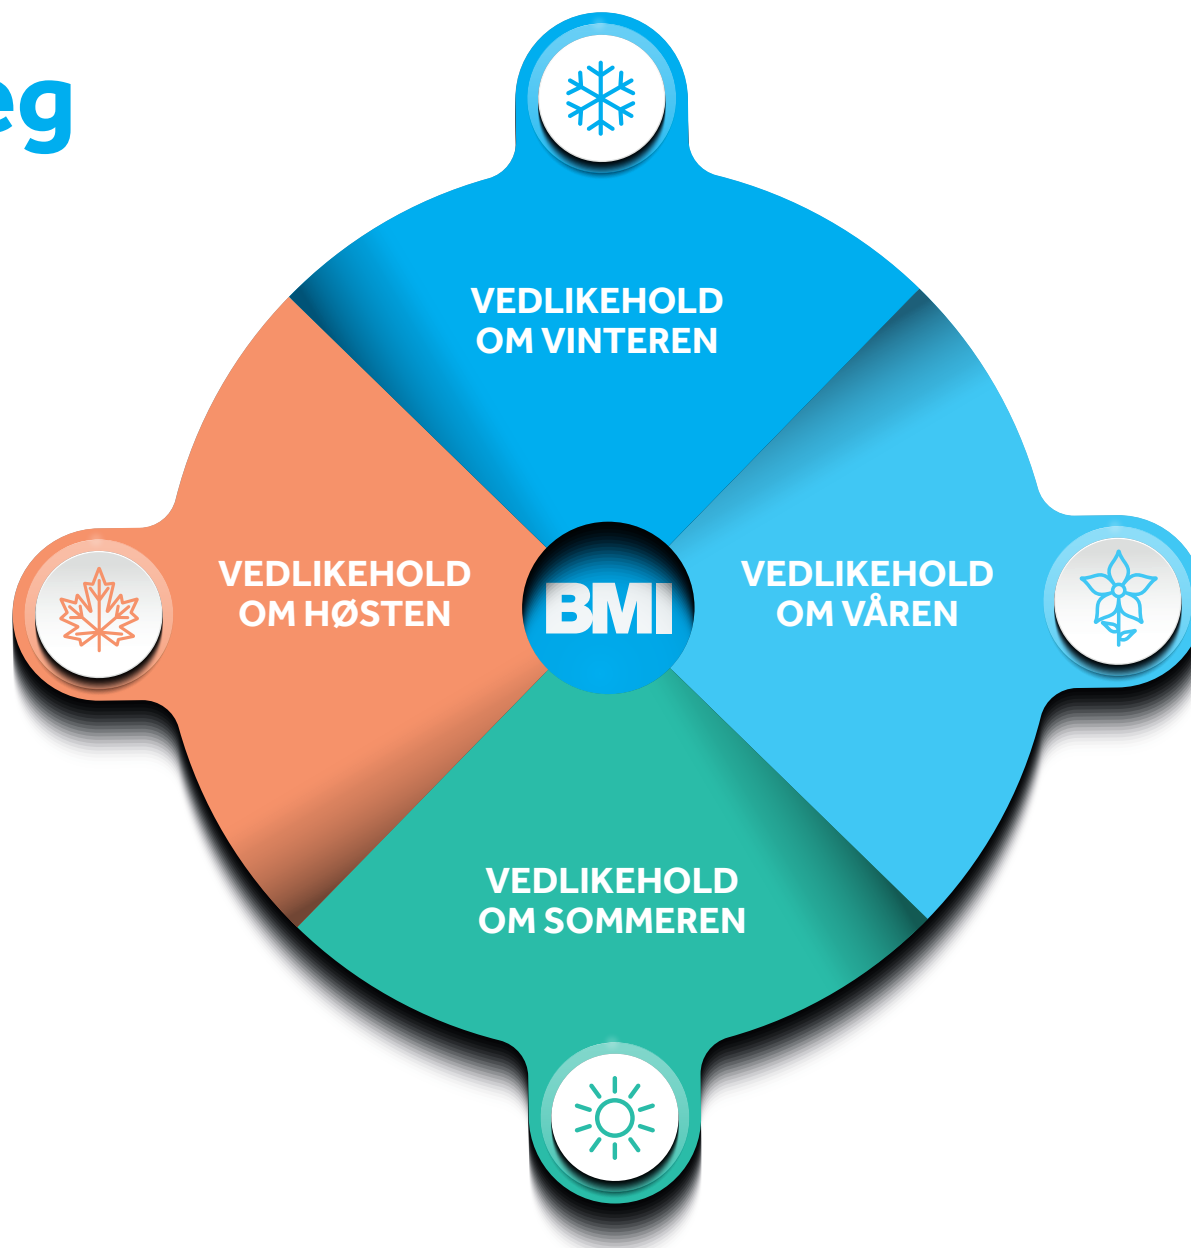 eg
VEDLIKEHOLD
OM VINTEREN
VEDLIKEHOLD
OM HØSTEN
BMI
VEDLIKEHOLD
OM VÅREN
VEDLIKEHOLD
OM SOMMEREN